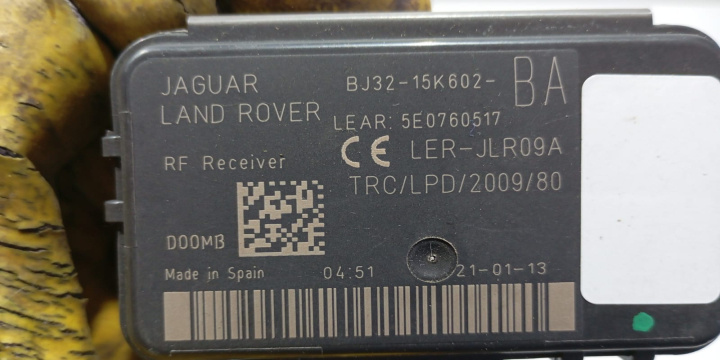 JAGUAR
LAND ROVER
BJ32-15K602-BA
LEAR: 5E0760517
CE LER-JLR09A
RF Receiver
TRC/LPD/2009/80
D00MB
Made in Spain 04:51 21-01-13